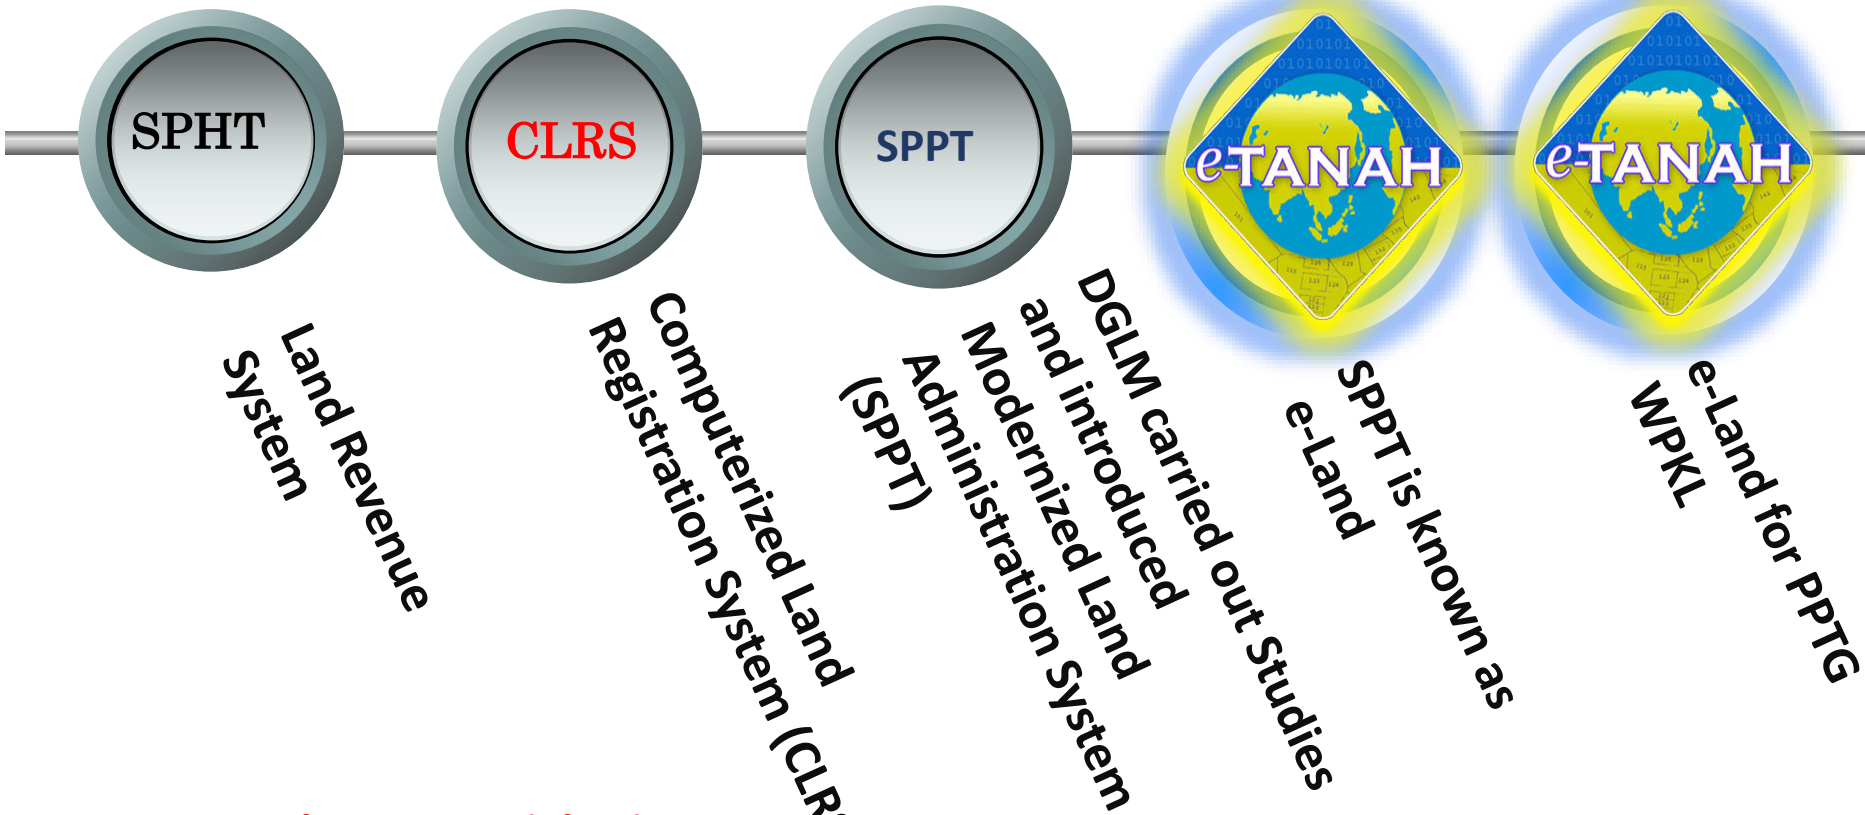 SPHT
CLRS
SPPT
e-TANAH
e-TANAH
Land Revenue
System
Computerized Land
Registration System (CLRS
DGLM carried out Studies
and introduced
Modernized Land
Administration System
(SPPT)
SPPT is known as
e-Land
e-Land for PPTG
WPKL